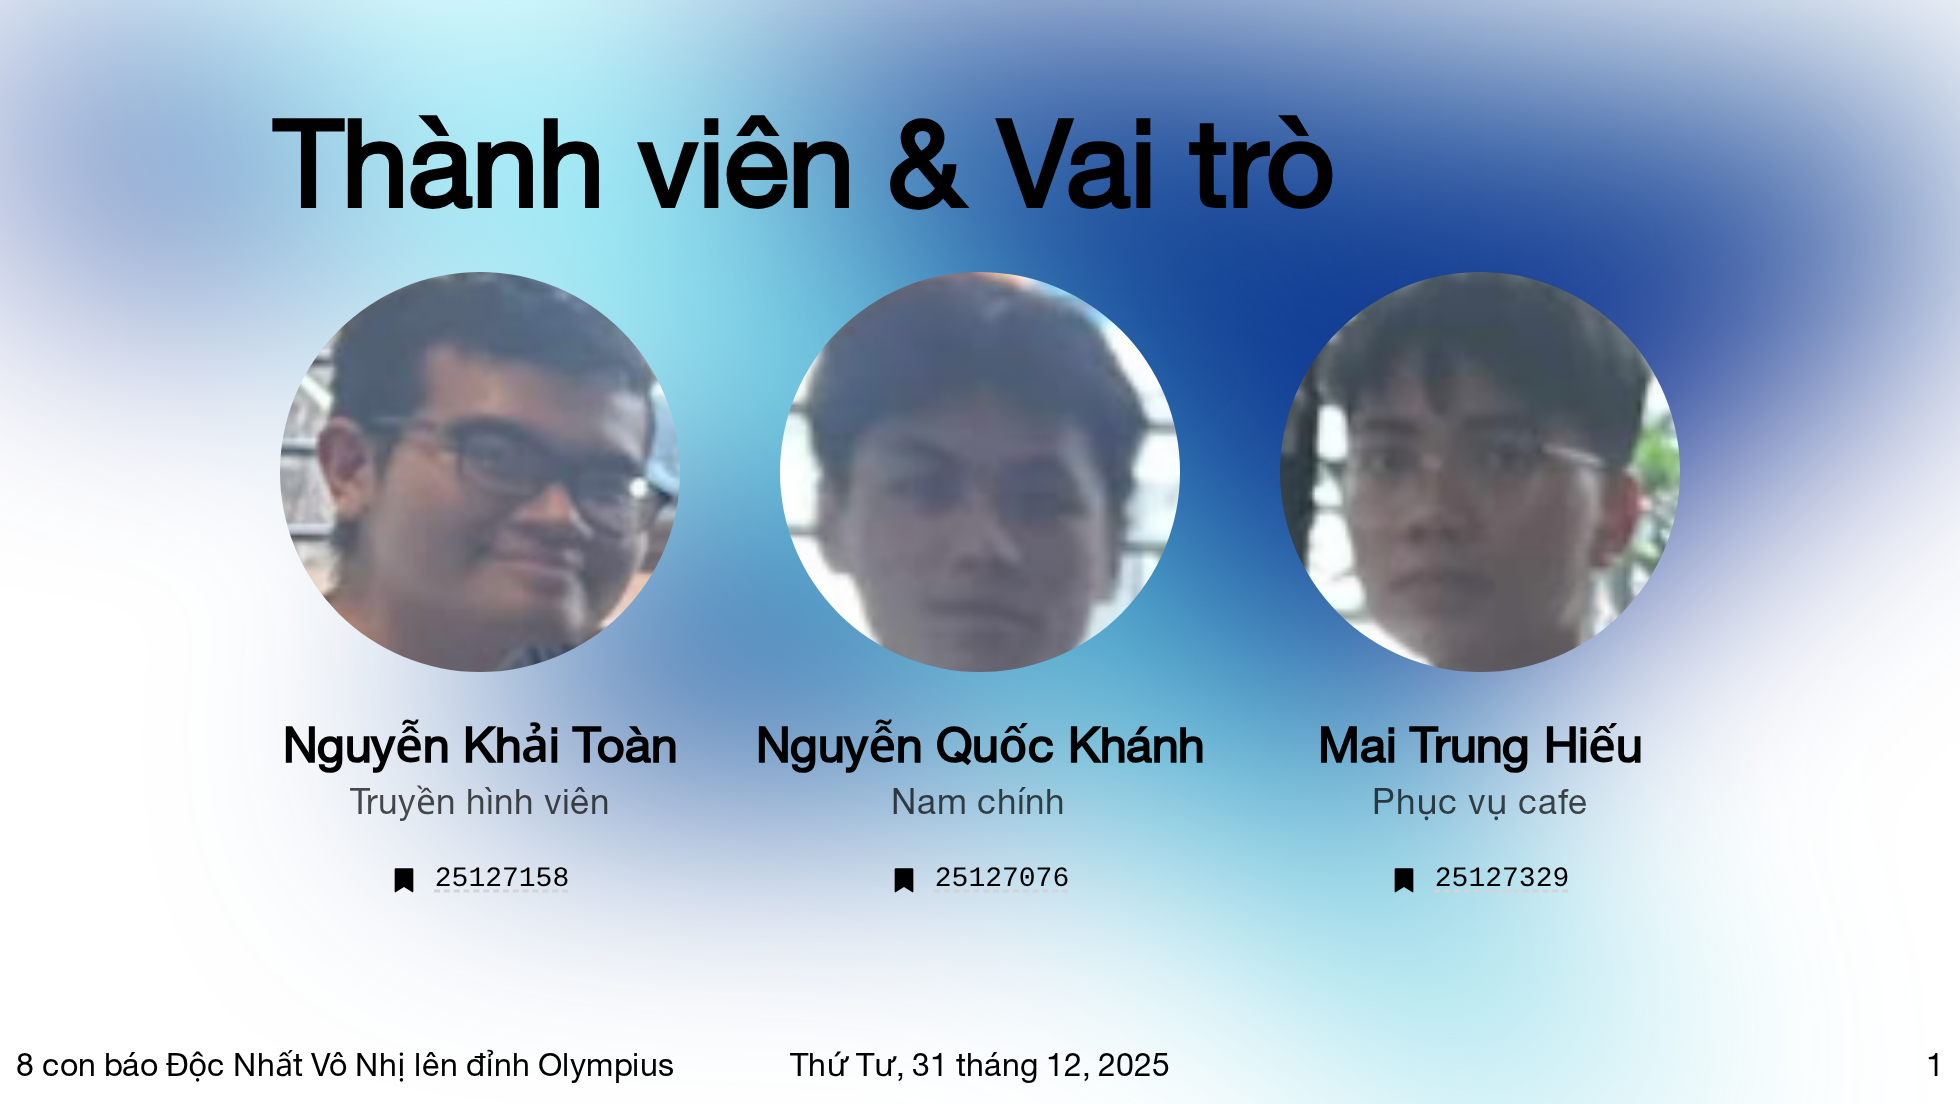 Thành viên & Vai trò
Nguyễn Khải Toàn
Truyền hình viên
25127158
Nguyễn Quốc Khánh
Nam chính
25127076
Mai Trung Hiếu
Phục vụ cafe
25127329
8 con báo Độc Nhất Vô Nhị lên đỉnh Olympius
Thứ Tư, 31 tháng 12, 2025
1